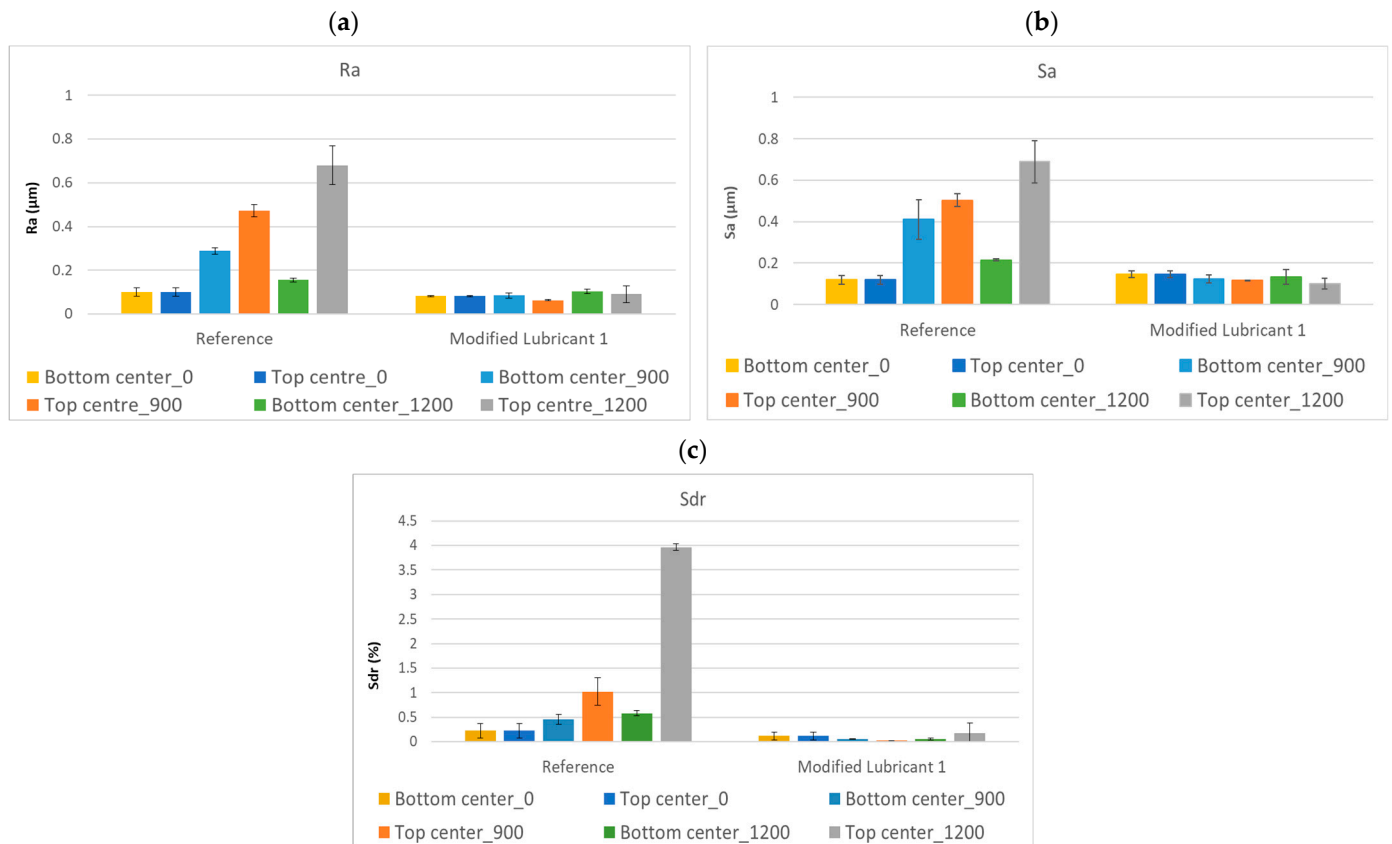 (a)
Ra
1
0.8
0.6
0.4
0.2
0
Ra (µm)
Reference Modified Lubricant 1
Bottom center_0 Top centre_0 Bottom center_900
Top centre_900 Bottom center_1200 Top centre_1200
(b)
Sa
1
0.8
0.6
0.4
0.2
0
Sa (µm)
Reference Modified Lubricant 1
Bottom center_0 Top center_0 Bottom center_900
Top center_900 Bottom center_1200 Top center_1200
(c)
Sdr
4.5
4
3.5
3
2.5
2
1.5
1
0.5
0
Sdr (%)
Reference Modified Lubricant 1
Bottom center_0 Top center_0 Bottom center_900
Top center_900 Bottom center_1200 Top center_1200